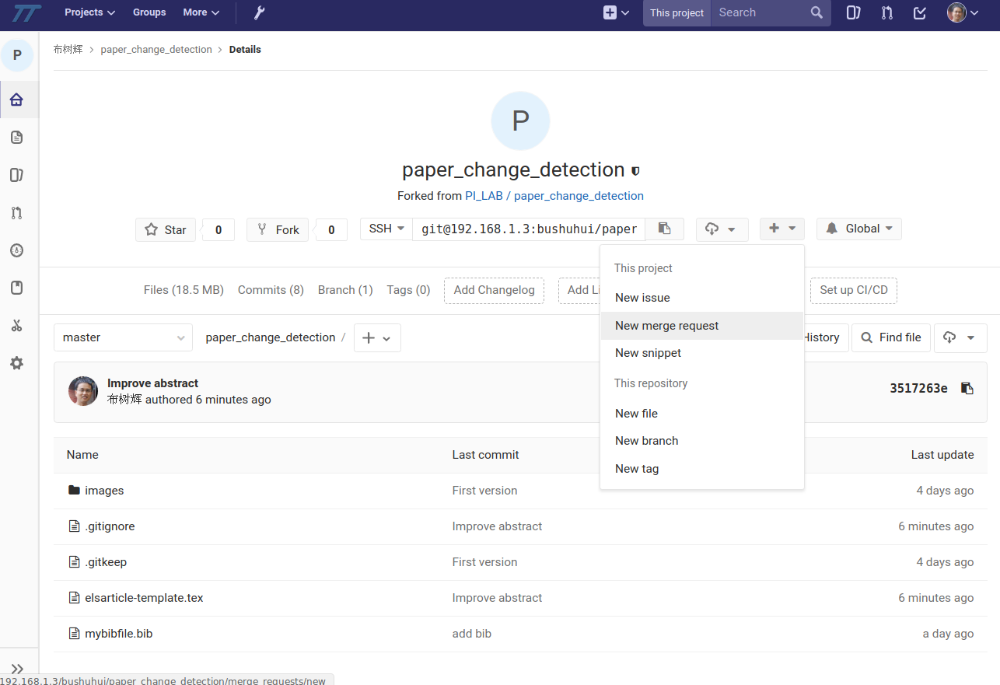 Projects Groups More This project Search
P
布树辉 > paper_change_detection > Details
P
paper_change_detection
Forked from PI_LAB / paper_change_detection
Star 0 Fork 0 SSH git@192.168.1.3:bushuhui/paper Global
This project
Files (18.5 MB) Commits (8) Branch (1) Tags (0) Add Changelog Add Li Set up CI/CD
New issue
New merge request
master paper_change_detection / History Find file
New snippet
This repository
Improve abstract 3517263e
布树辉 authored 6 minutes ago
New file
New branch
New tag
Name Last commit Last update
images First version 4 days ago
.gitignore Improve abstract 6 minutes ago
.gitkeep First version 4 days ago
elsarticle-template.tex Improve abstract 6 minutes ago
mybibfile.bib add bib a day ago
192.168.1.3/bushuhui/paper_change_detection/merge_requests/new